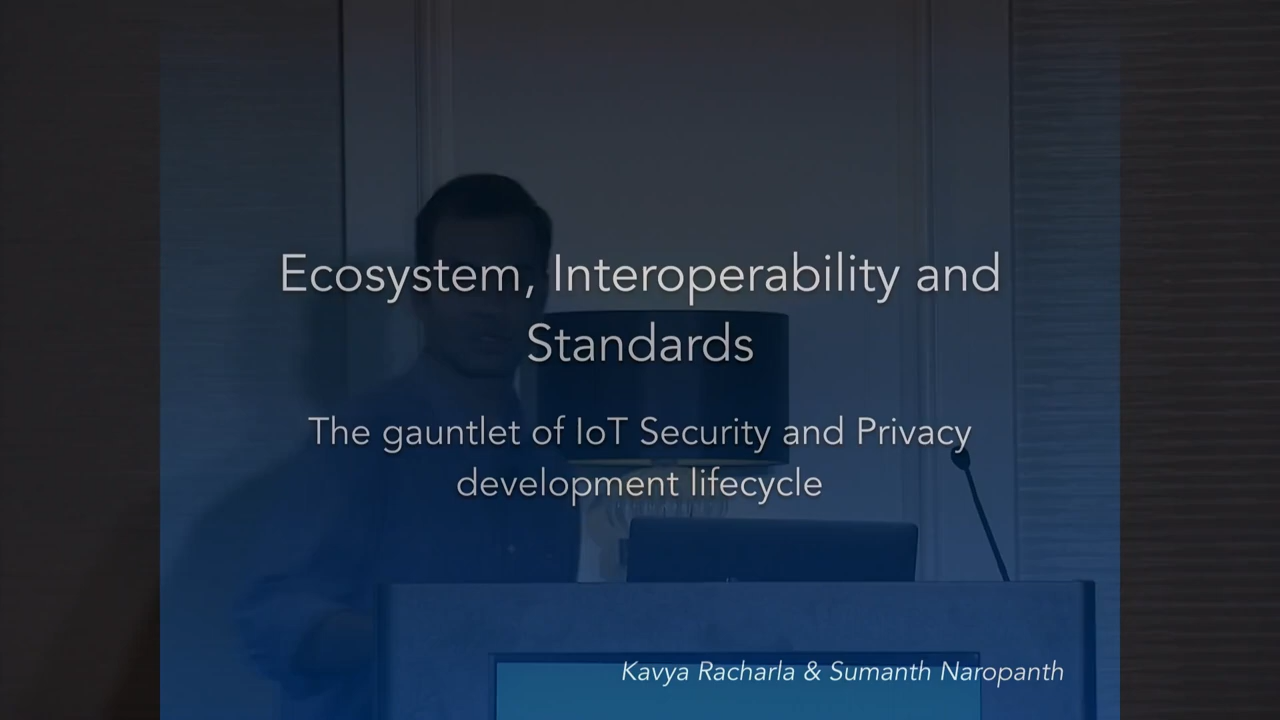 Ecosystem, Interoperability and
Standards
The gauntlet of IoT Security and Privacy
development lifecycle
Kavya Racharla & Sumanth Naropanth